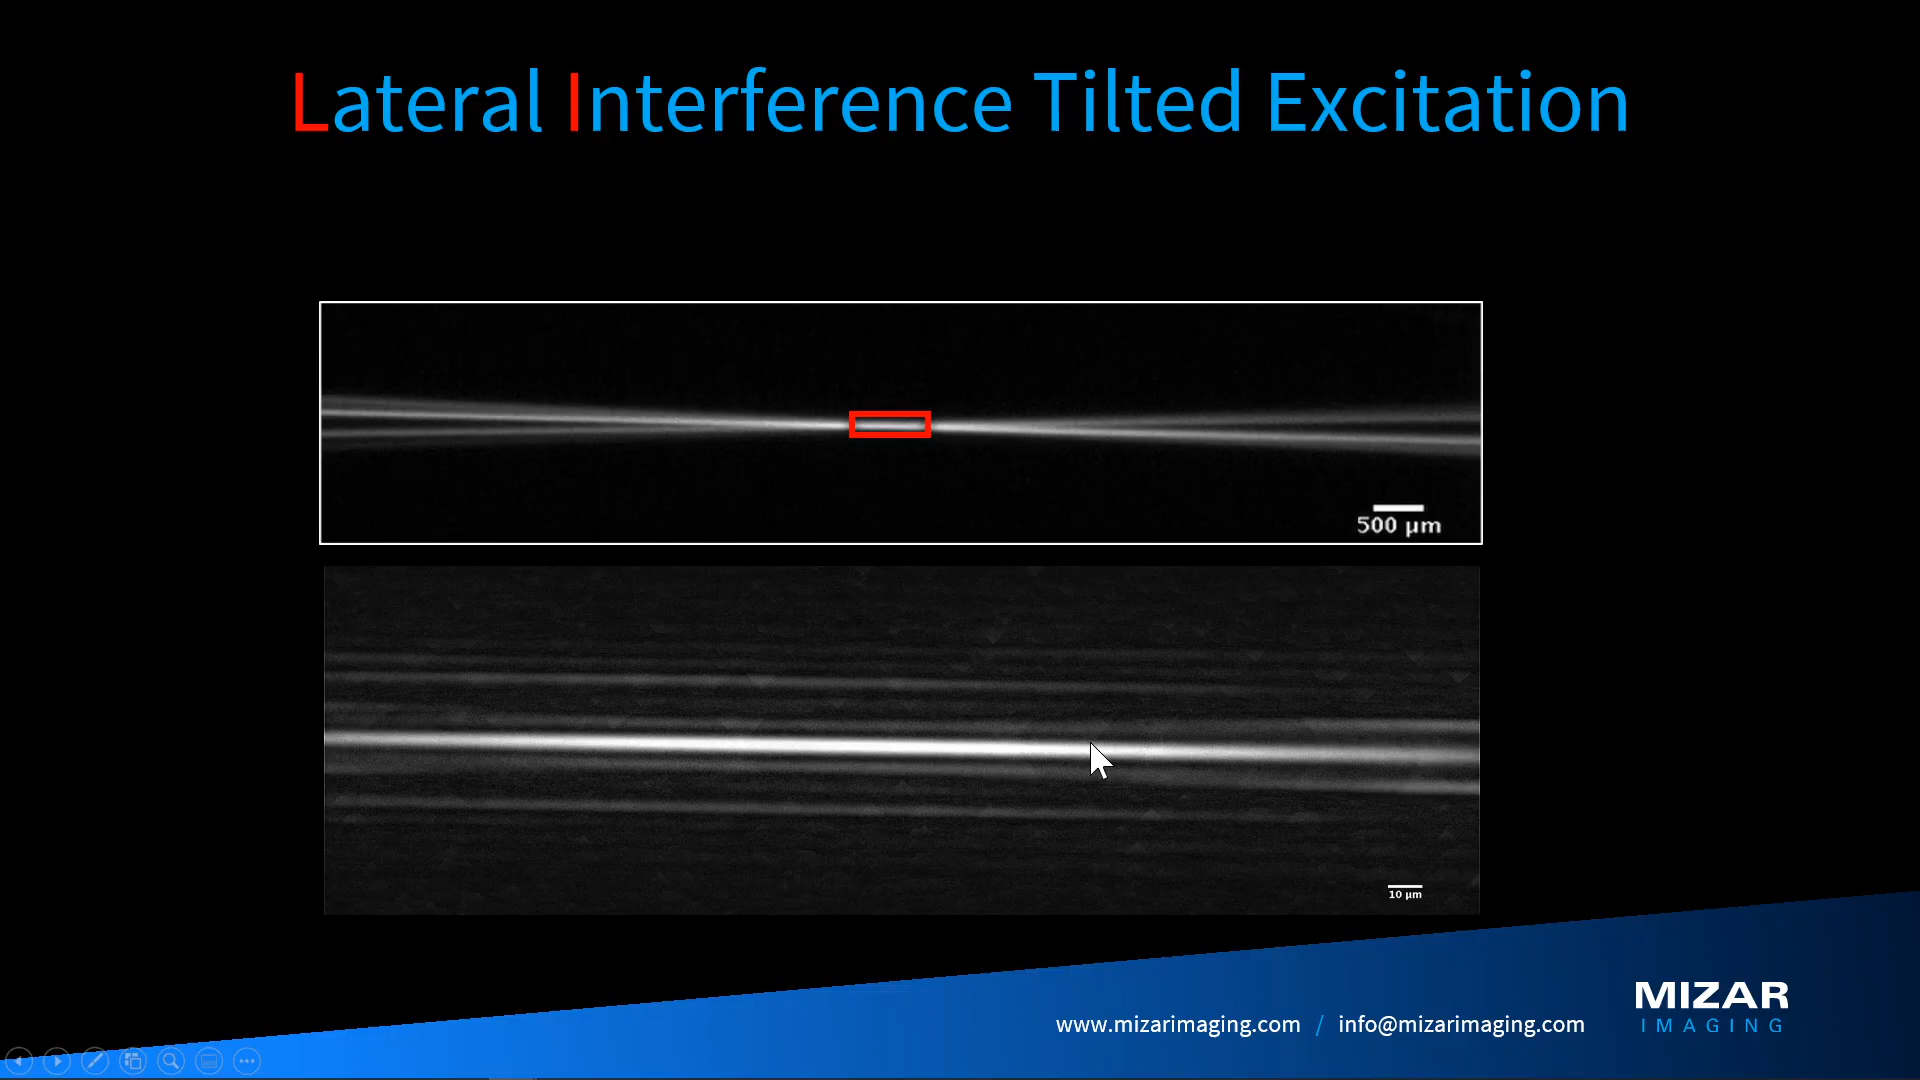 Lateral Interference Tilted Excitation
500 µm
10 µm
www.mizarimaging.com / info@mizarimaging.com
MIZAR
IMAGING